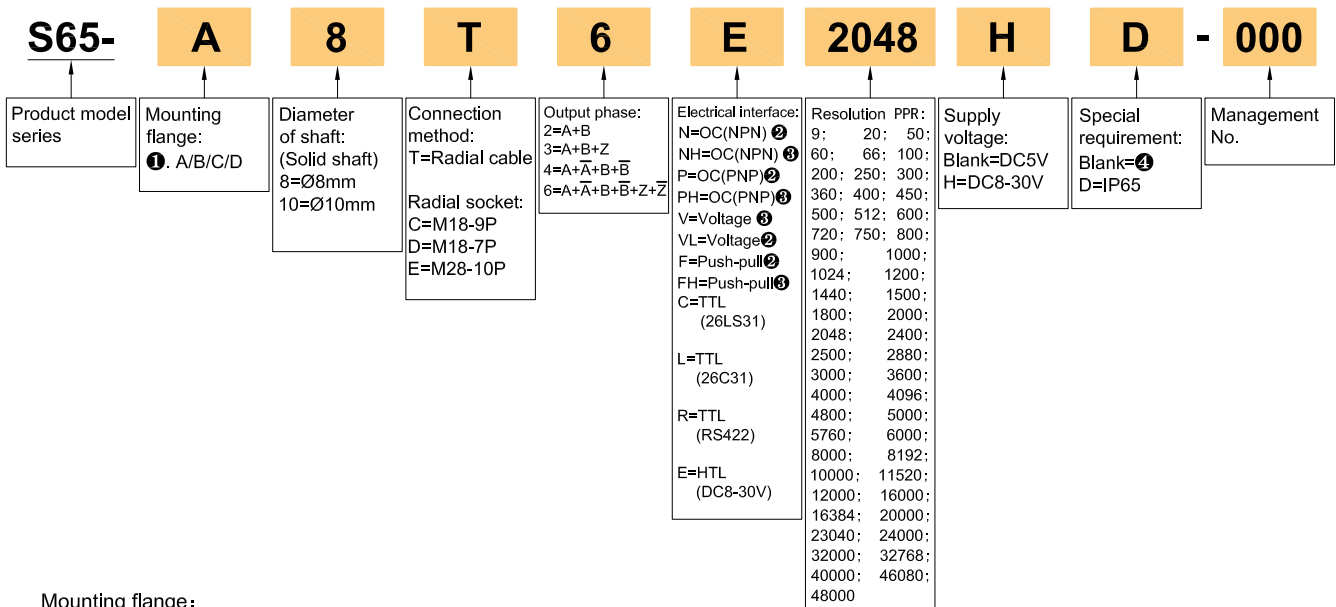 S65- A 8 T 6 E 2048 H D - 000
Product model
series
Mounting
flange:
❶. A/B/C/D
Diameter
of shaft:
(Solid shaft)
8=Ø8mm
10=Ø10mm
Connection
method:
T=Radial cable
Radial socket:
C=M18-9P
D=M18-7P
E=M28-10P
Output phase:
2=A+B
3=A+B+Z
4=A+A̅+B+B̅
6=A+A̅+B+B̅+Z+Z̅
Electrical interface:
N=OC(NPN) ❷
NH=OC(NPN) ❸
P=OC(PNP)❷
PH=OC(PNP)❸
V=Voltage ❸
VL=Voltage❷
F=Push-pull❷
FH=Push-pull❸
C=TTL
(26LS31)
L=TTL
(26C31)
R=TTL
(RS422)
E=HTL
(DC8-30V)
Resolution PPR:
9; 20; 50;
60; 66; 100;
200; 250; 300;
360; 400; 450;
500; 512; 600;
720; 750; 800;
900; 1000;
1024; 1200;
1440; 1500;
1800; 2000;
2048; 2400;
2500; 2880;
3000; 3600;
4000; 4096;
4800; 5000;
5760; 6000;
8000; 8192;
10000; 11520;
12000; 16000;
16384; 20000;
23040; 24000;
32000; 32768;
40000; 46080;
48000
Supply
voltage:
Blank=DC5V
H=DC8-30V
Special
requirement:
Blank=❹
D=IP65
Management
No.
Mounting flange: